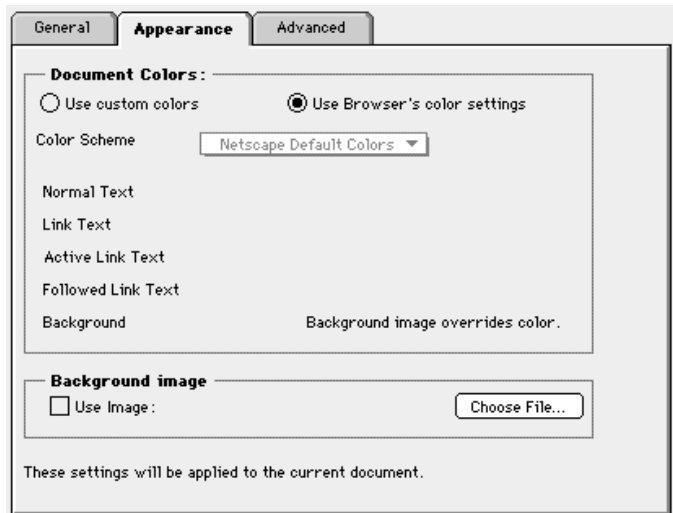 General Appearance Advanced
Document Colors:
Use custom colors Use Browser's color settings
Color Scheme Netscape Default Colors
Normal Text
Link Text
Active Link Text
Followed Link Text
Background Background image overrides color.
Background image
Use Image: Choose File...
These settings will be applied to the current document.